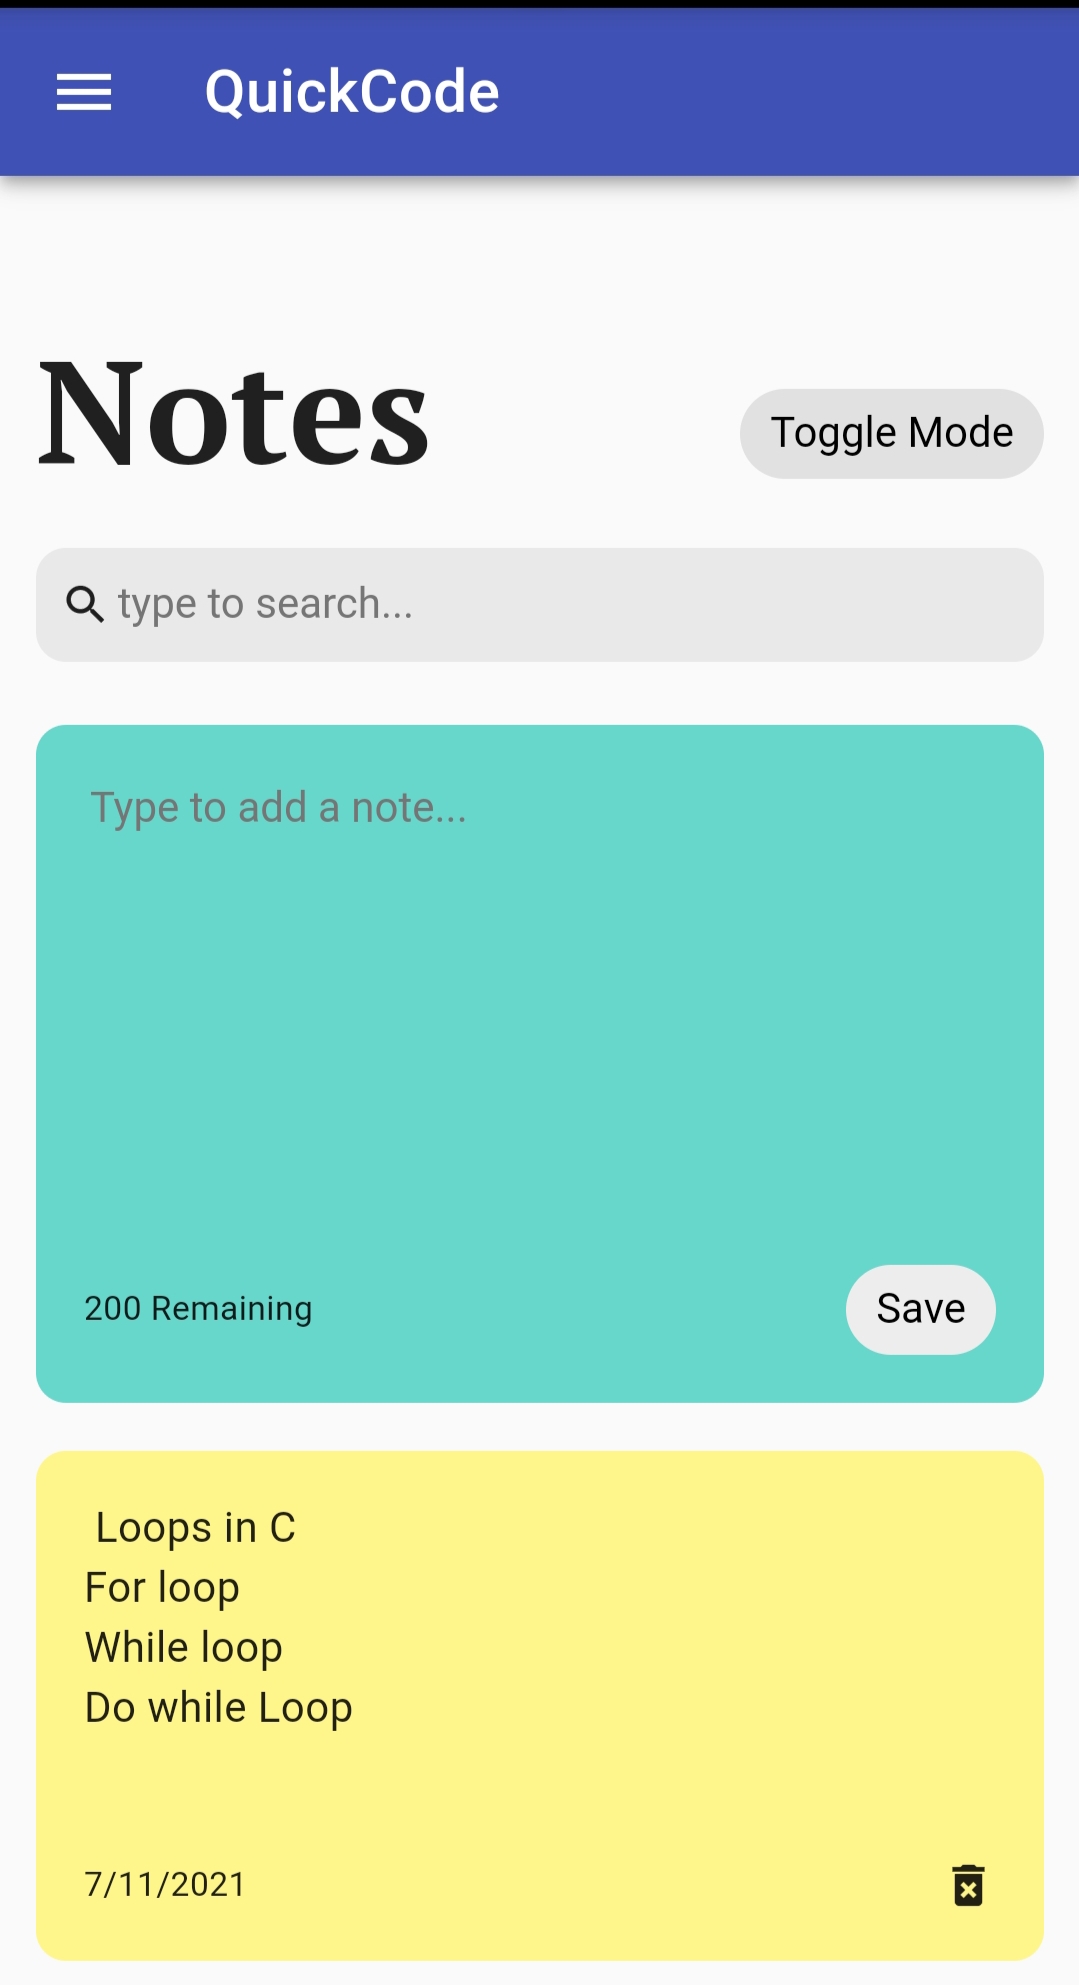 QuickCode
Notes
Toggle Mode
type to search...
Type to add a note...
200 Remaining
Save
Loops in C
For loop
While loop
Do while Loop
7/11/2021